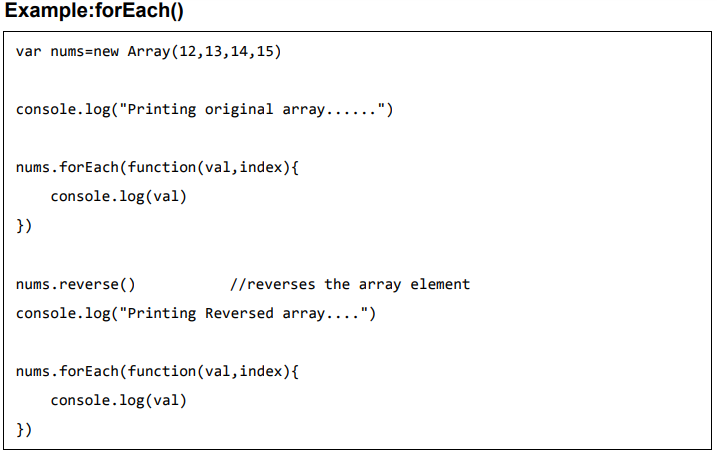 Example:forEach()
var nums=new Array(12,13,14,15)
console.log("Printing original array......")
nums.forEach(function(val,index){
    console.log(val)
})
nums.reverse()           //reverses the array element
console.log("Printing Reversed array....")
nums.forEach(function(val,index){
    console.log(val)
})